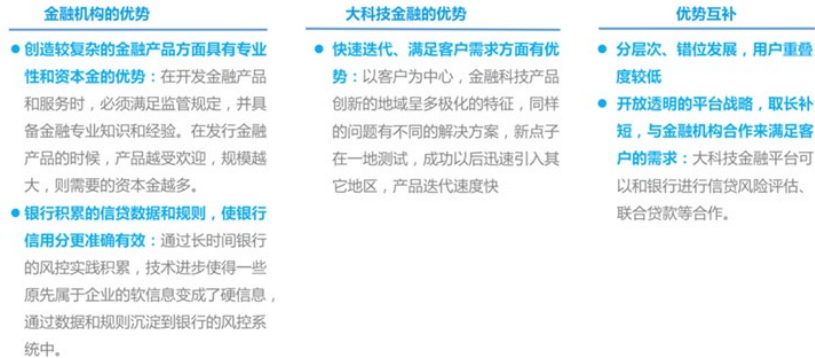 金融机构的优势
● 创造较复杂的金融产品方面具有专业
性和资本金的优势：在开发金融产品
和服务时，必须满足监管规定，并具
备金融专业知识和经验。在发行金融
产品的时候，产品越受欢迎，规模越
大，则需要的资本金越多。
● 银行积累的信贷数据和规则，使银行
信用分更准确有效：通过长时间银行
的风控实践积累，技术进步使得一些
原先属于企业的软信息变成了硬信息，
通过数据和规则沉淀到银行的风控系
统中。
大科技金融的优势
● 快速迭代、满足客户需求方面有优
势：以客户为中心，金融科技产品
创新的地域呈多极化的特征，同样
的问题有不同的解决方案，新点子
在一地测试，成功以后迅速引入其
它地区，产品迭代速度快
优势互补
● 分层次、错位发展，用户重叠
度较低
● 开放透明的平台战略，取长补
短，与金融机构合作来满足客
户的需求：大科技金融平台可
以和银行进行信贷风险评估、
联合贷款等合作。